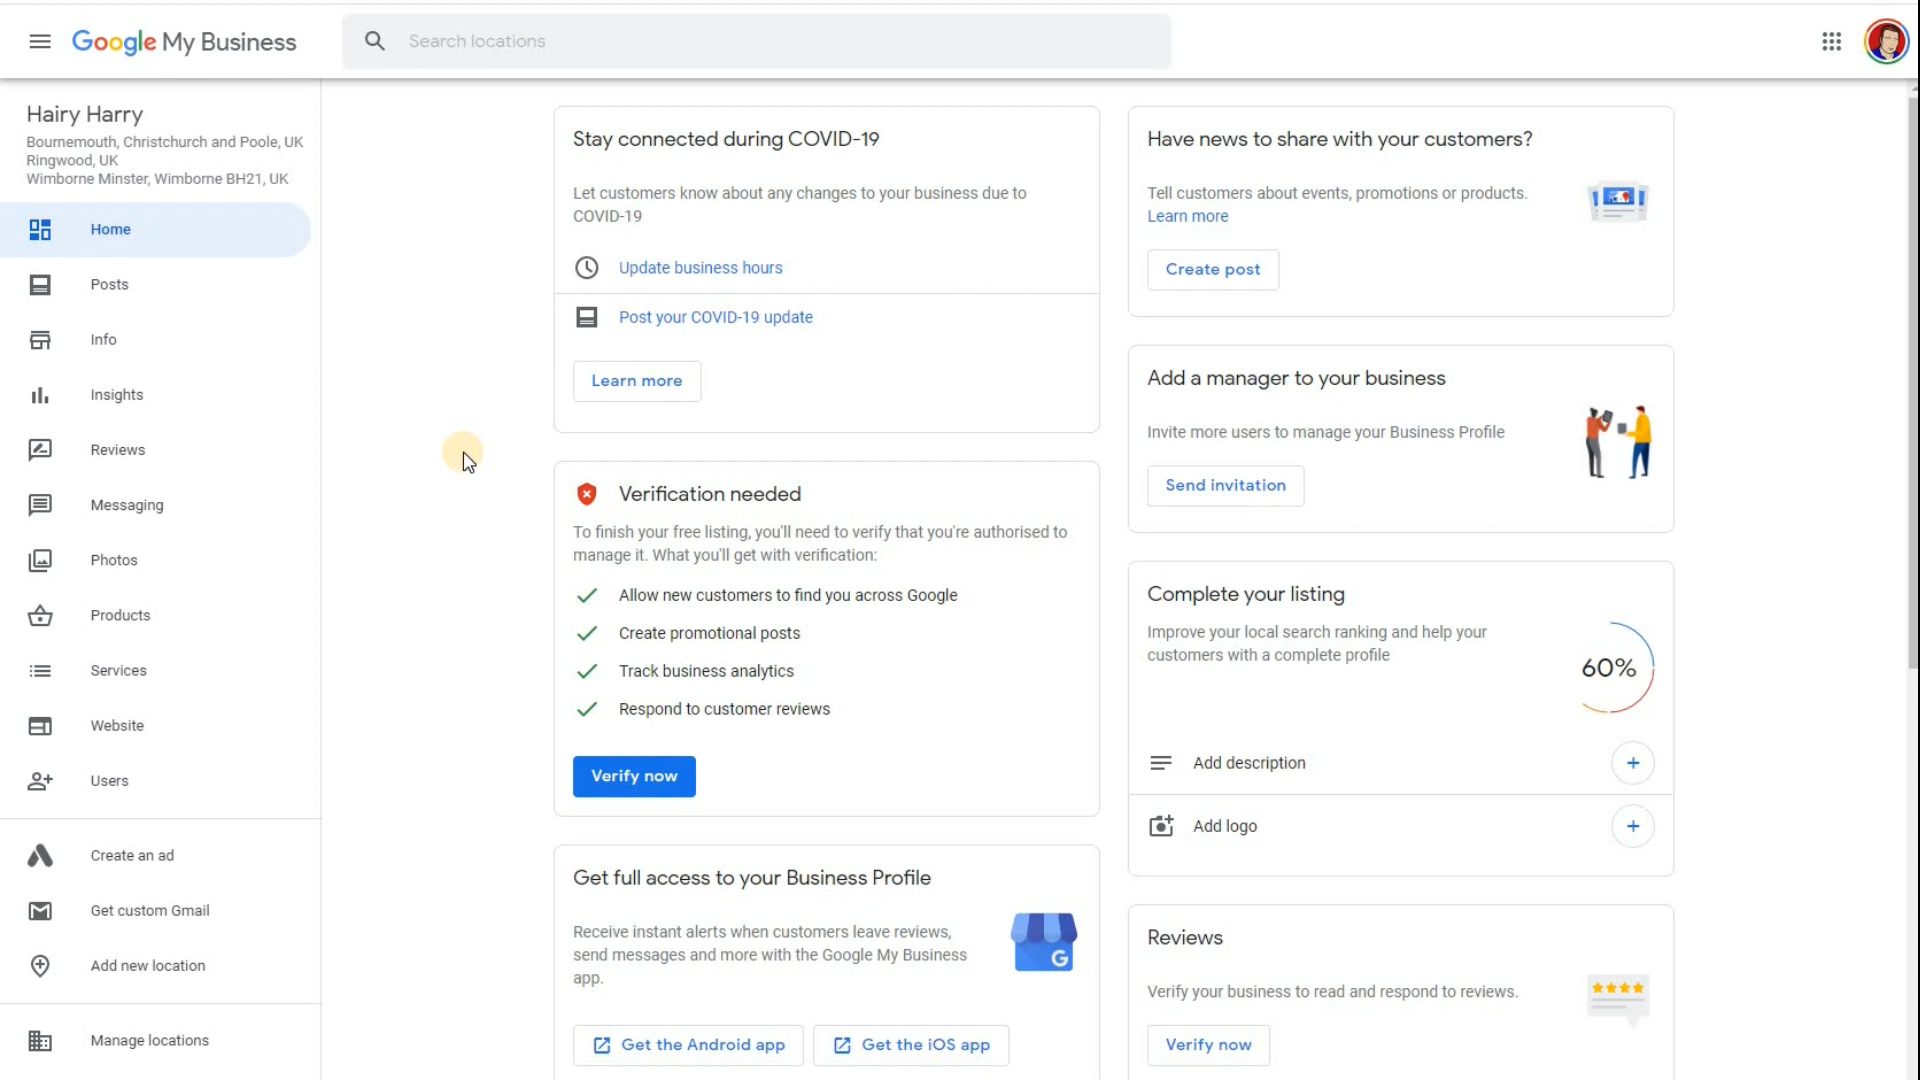 Google My Business
Search locations
Hairy Harry
Bournemouth, Christchurch and Poole, UK
Ringwood, UK
Wimborne Minster, Wimborne BH21, UK
Home
Posts
Info
Insights
Reviews
Messaging
Photos
Products
Services
Website
Users
Create an ad
Get custom Gmail
Add new location
Manage locations
Stay connected during COVID-19
Let customers know about any changes to your business due to
COVID-19
Update business hours
Post your COVID-19 update
Learn more
Verification needed
To finish your free listing, you'll need to verify that you're authorised to
manage it. What you'll get with verification:
Allow new customers to find you across Google
Create promotional posts
Track business analytics
Respond to customer reviews
Verify now
Get full access to your Business Profile
Receive instant alerts when customers leave reviews,
send messages and more with the Google My Business
app.
G
Get the Android app
Get the iOS app
Have news to share with your customers?
Tell customers about events, promotions or products.
Learn more
Create post
Add a manager to your business
Invite more users to manage your Business Profile
Send invitation
Complete your listing
Improve your local search ranking and help your
customers with a complete profile
60%
Add description
Add logo
Reviews
Verify your business to read and respond to reviews.
Verify now